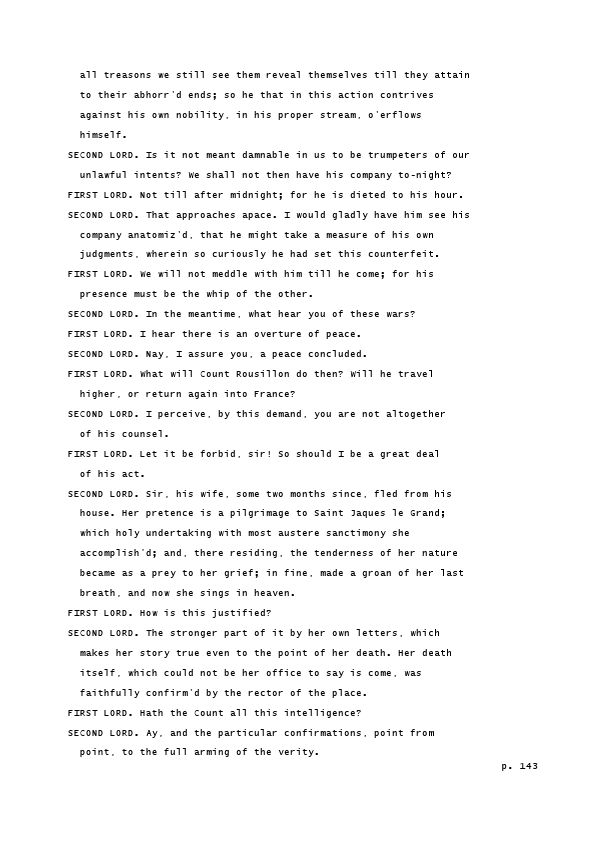 all treasons we still see them reveal themselves till they attain
to their abhorr'd ends; so he that in this action contrives
against his own nobility, in his proper stream, o'erflows
himself.
SECOND LORD. Is it not meant damnable in us to be trumpeters of our
unlawful intents? We shall not then have his company to-night?
FIRST LORD. Not till after midnight; for he is dieted to his hour.
SECOND LORD. That approaches apace. I would gladly have him see his
company anatomiz'd, that he might take a measure of his own
judgments, wherein so curiously he had set this counterfeit.
FIRST LORD. We will not meddle with him till he come; for his
presence must be the whip of the other.
SECOND LORD. In the meantime, what hear you of these wars?
FIRST LORD. I hear there is an overture of peace.
SECOND LORD. Nay, I assure you, a peace concluded.
FIRST LORD. What will Count Rousillon do then? Will he travel
higher, or return again into France?
SECOND LORD. I perceive, by this demand, you are not altogether
of his counsel.
FIRST LORD. Let it be forbid, sir! So should I be a great deal
of his act.
SECOND LORD. Sir, his wife, some two months since, fled from his
house. Her pretence is a pilgrimage to Saint Jaques le Grand;
which holy undertaking with most austere sanctimony she
accomplish'd; and, there residing, the tenderness of her nature
became as a prey to her grief; in fine, made a groan of her last
breath, and now she sings in heaven.
FIRST LORD. How is this justified?
SECOND LORD. The stronger part of it by her own letters, which
makes her story true even to the point of her death. Her death
itself, which could not be her office to say is come, was
faithfully confirm'd by the rector of the place.
FIRST LORD. Hath the Count all this intelligence?
SECOND LORD. Ay, and the particular confirmations, point from
point, to the full arming of the verity.
p. 143